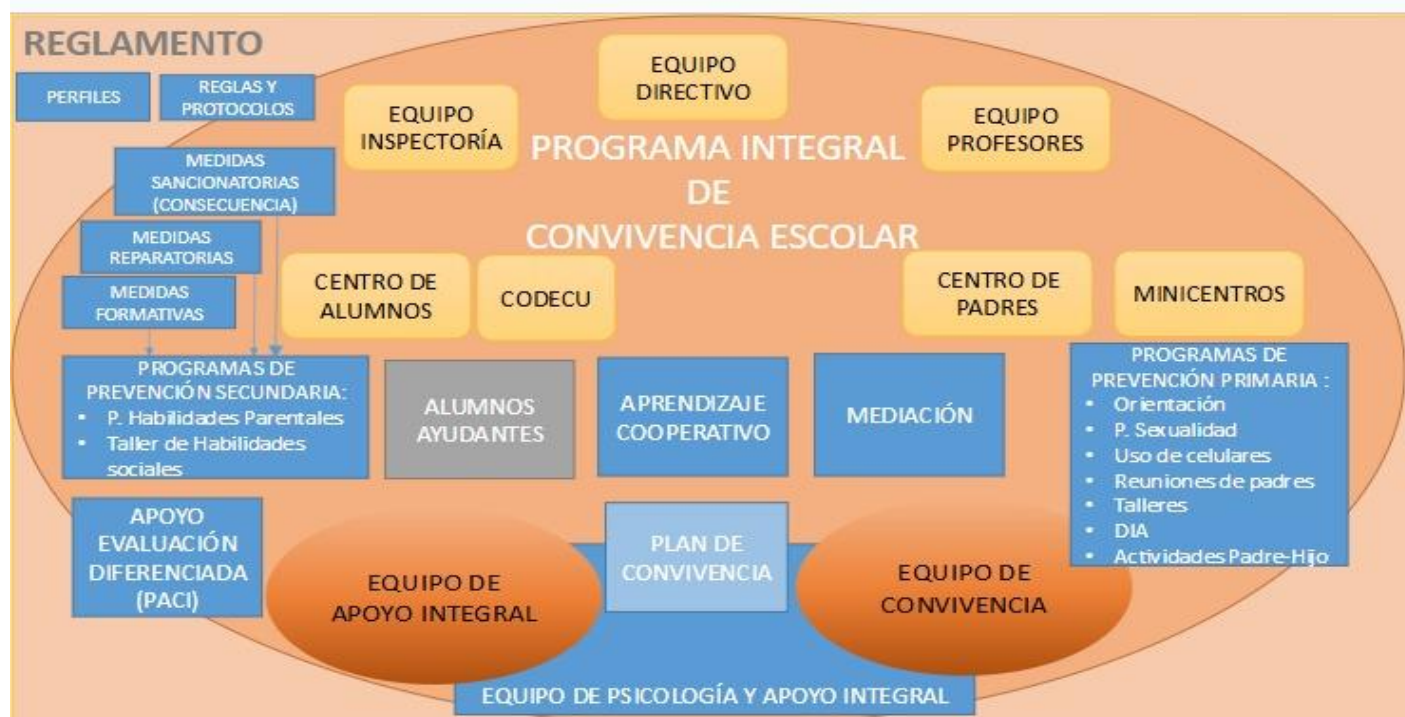 REGLAMENTO
PERFILES
REGLAS Y
PROTOCOLOS
EQUIPO
INSPECTORÍA
EQUIPO
DIRECTIVO
EQUIPO
PROFESORES
PROGRAMA INTEGRAL
DE
CONVIVENCIA ESCOLAR
MEDIDAS
SANCIONATORIAS
(CONSECUENCIA)
MEDIDAS
REPARATORIAS
MEDIDAS
FORMATIVAS
CENTRO DE
ALUMNOS
CODECU
CENTRO DE
PADRES
MINICENTROS
PROGRAMAS DE
PREVENCIÓN SECUNDARIA:
• P. Habilidades Parentales
• Taller de Habilidades
sociales
ALUMNOS
AYUDANTES
APRENDIZAJE
COOPERATIVO
MEDIACIÓN
PROGRAMAS DE
PREVENCIÓN PRIMARIA :
• Orientación
• P. Sexualidad
• Uso de celulares
• Reuniones de padres
• Talleres
• DIA
• Actividades Padre-Hijo
APOYO
EVALUACIÓN
DIFERENCIADA
(PACI)
EQUIPO DE
APOYO INTEGRAL
PLAN DE
CONVIVENCIA
EQUIPO DE
CONVIVENCIA
EQUIPO DE PSICOLOGÍA Y APOYO INTEGRAL